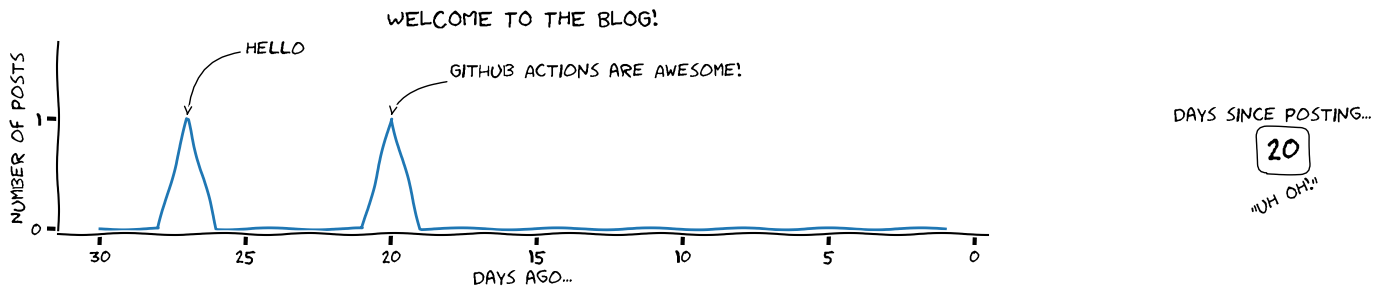 WELCOME TO THE BLOG!
HELLO
GITHUB ACTIONS ARE AWESOME!
NUMBER OF POSTS
1
0
30 25 20 15 10 5 0
DAYS AGO...
DAYS SINCE POSTING...
20
"UH OH!"